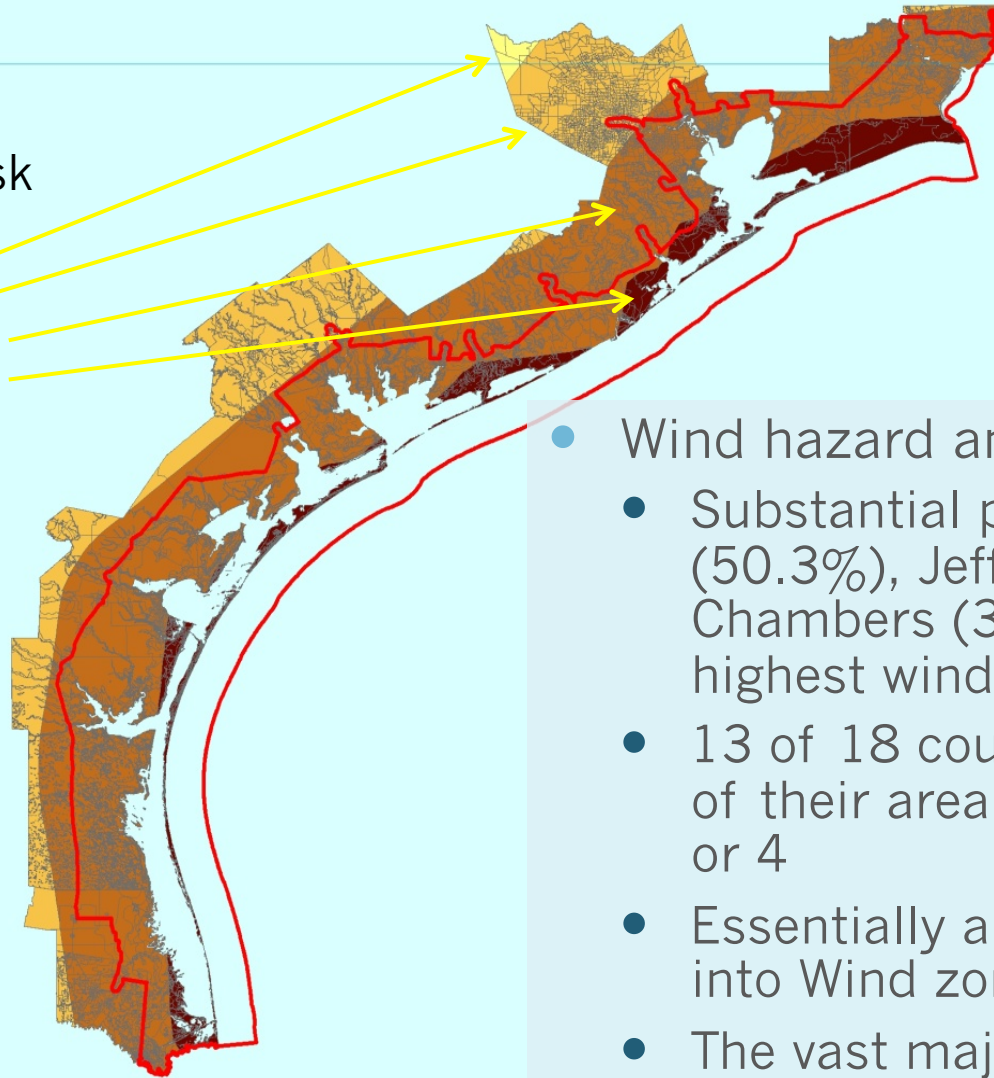 sk
Wind hazard an
Substantial p
(50.3%), Jeff
Chambers (3
highest wind
13 of 18 cou
of their area
or 4
Essentially a
into Wind zo
The vast maj